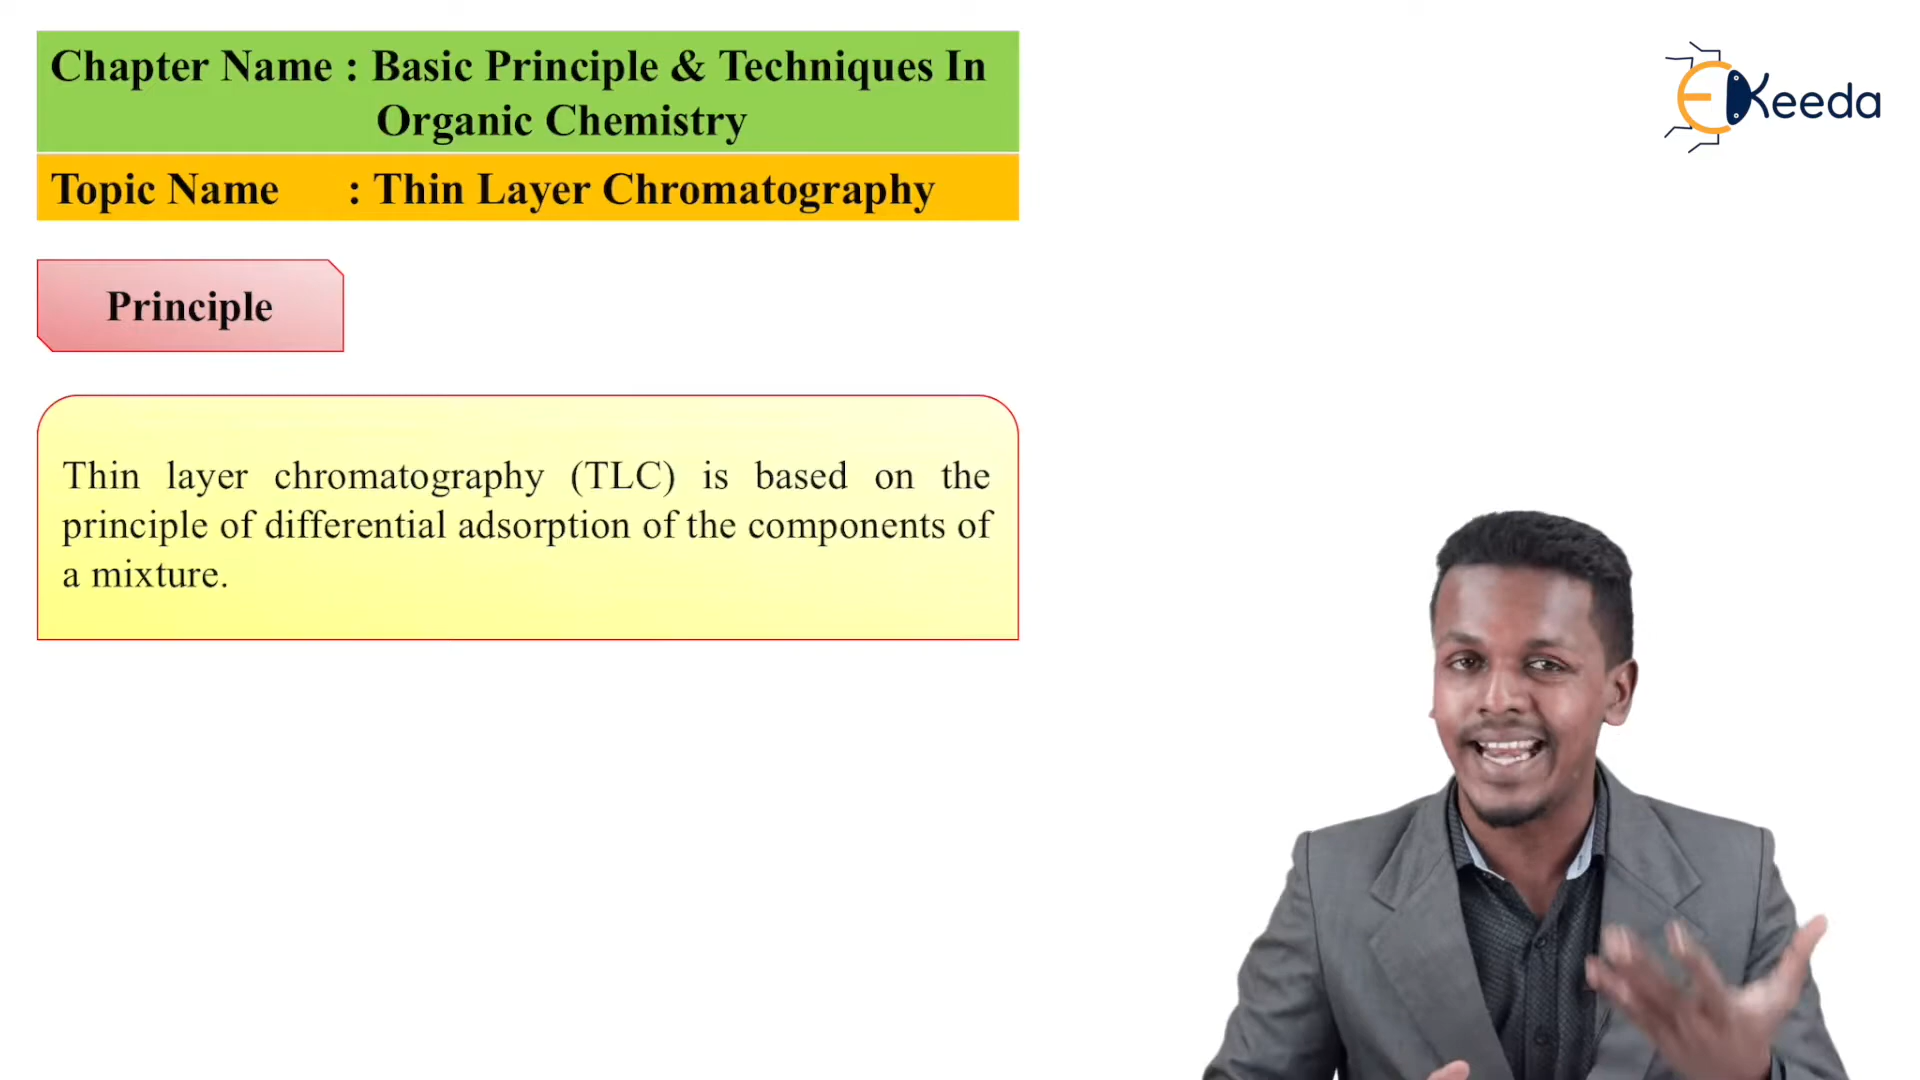 Chapter Name : Basic Principle & Techniques In
Organic Chemistry
Topic Name : Thin Layer Chromatography
EKeeda
Principle
Thin layer chromatography (TLC) is based on the
principle of differential adsorption of the components of
a mixture.